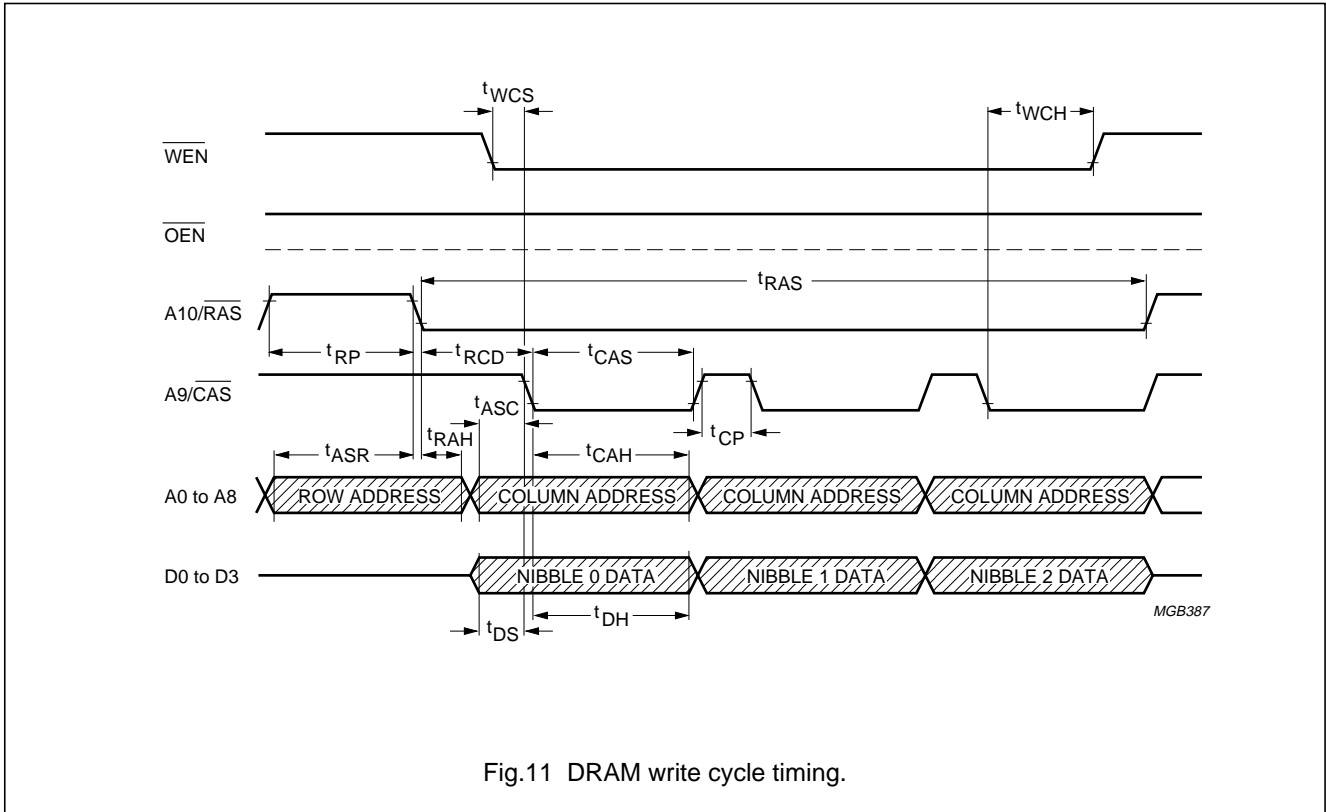 tWCS
tWCH
WEN
OEN
tRAS
A10/RAS
tRP
tRCD
tCAS
A9/CAS
tASC
tCP
tRAH
tASR
tCAH
A0 to A8
ROW ADDRESS
COLUMN ADDRESS
COLUMN ADDRESS
COLUMN ADDRESS
D0 to D3
NIBBLE 0 DATA
NIBBLE 1 DATA
NIBBLE 2 DATA
MGB387
tDH
tDS
Fig.11 DRAM write cycle timing.